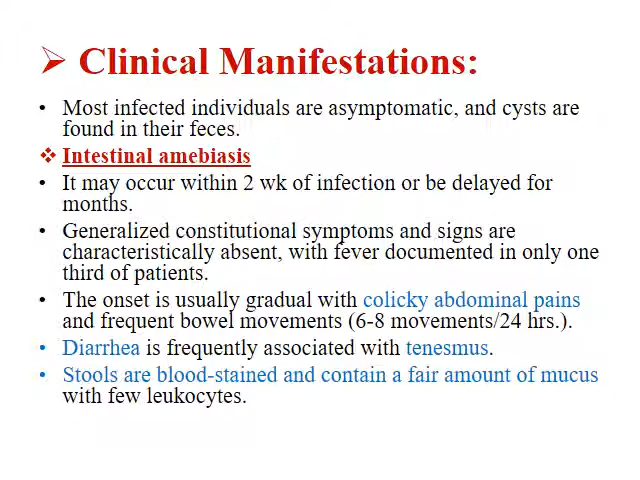 ➢ Clinical Manifestations:
• Most infected individuals are asymptomatic, and cysts are
found in their feces.
❖ Intestinal amebiasis
• It may occur within 2 wk of infection or be delayed for
months.
• Generalized constitutional symptoms and signs are
characteristically absent, with fever documented in only one
third of patients.
• The onset is usually gradual with colicky abdominal pains
and frequent bowel movements (6-8 movements/24 hrs.).
• Diarrhea is frequently associated with tenesmus.
• Stools are blood-stained and contain a fair amount of mucus
with few leukocytes.